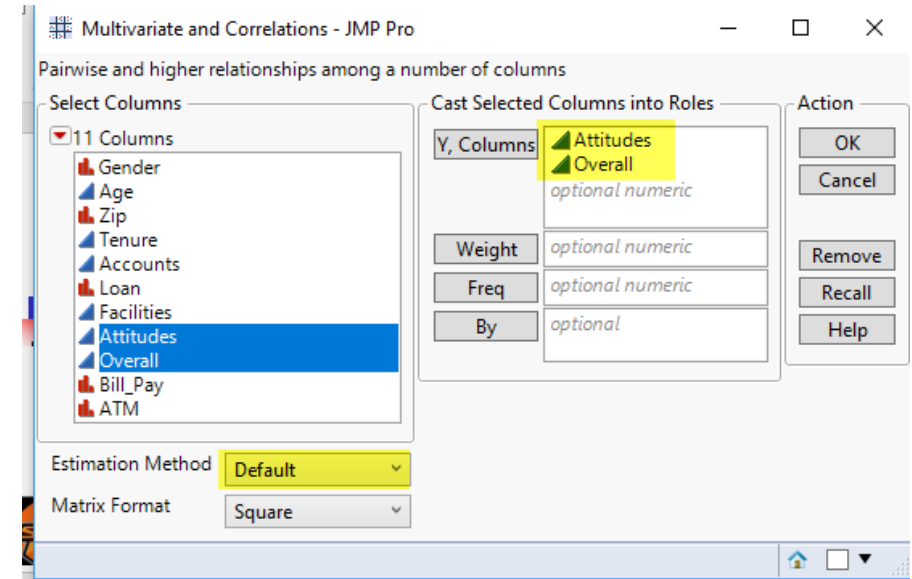 Multivariate and Correlations - JMP Pro
Pairwise and higher relationships among a number of columns
Select Columns
11 Columns
Gender
Age
Zip
Tenure
Accounts
Loan
Facilities
Attitudes
Overall
Bill_Pay
ATM
Estimation Method Default
Matrix Format Square
Cast Selected Columns into Roles
Y, Columns Attitudes
Overall
optional numeric
Weight optional numeric
Freq optional numeric
By optional
Action
OK
Cancel
Remove
Recall
Help